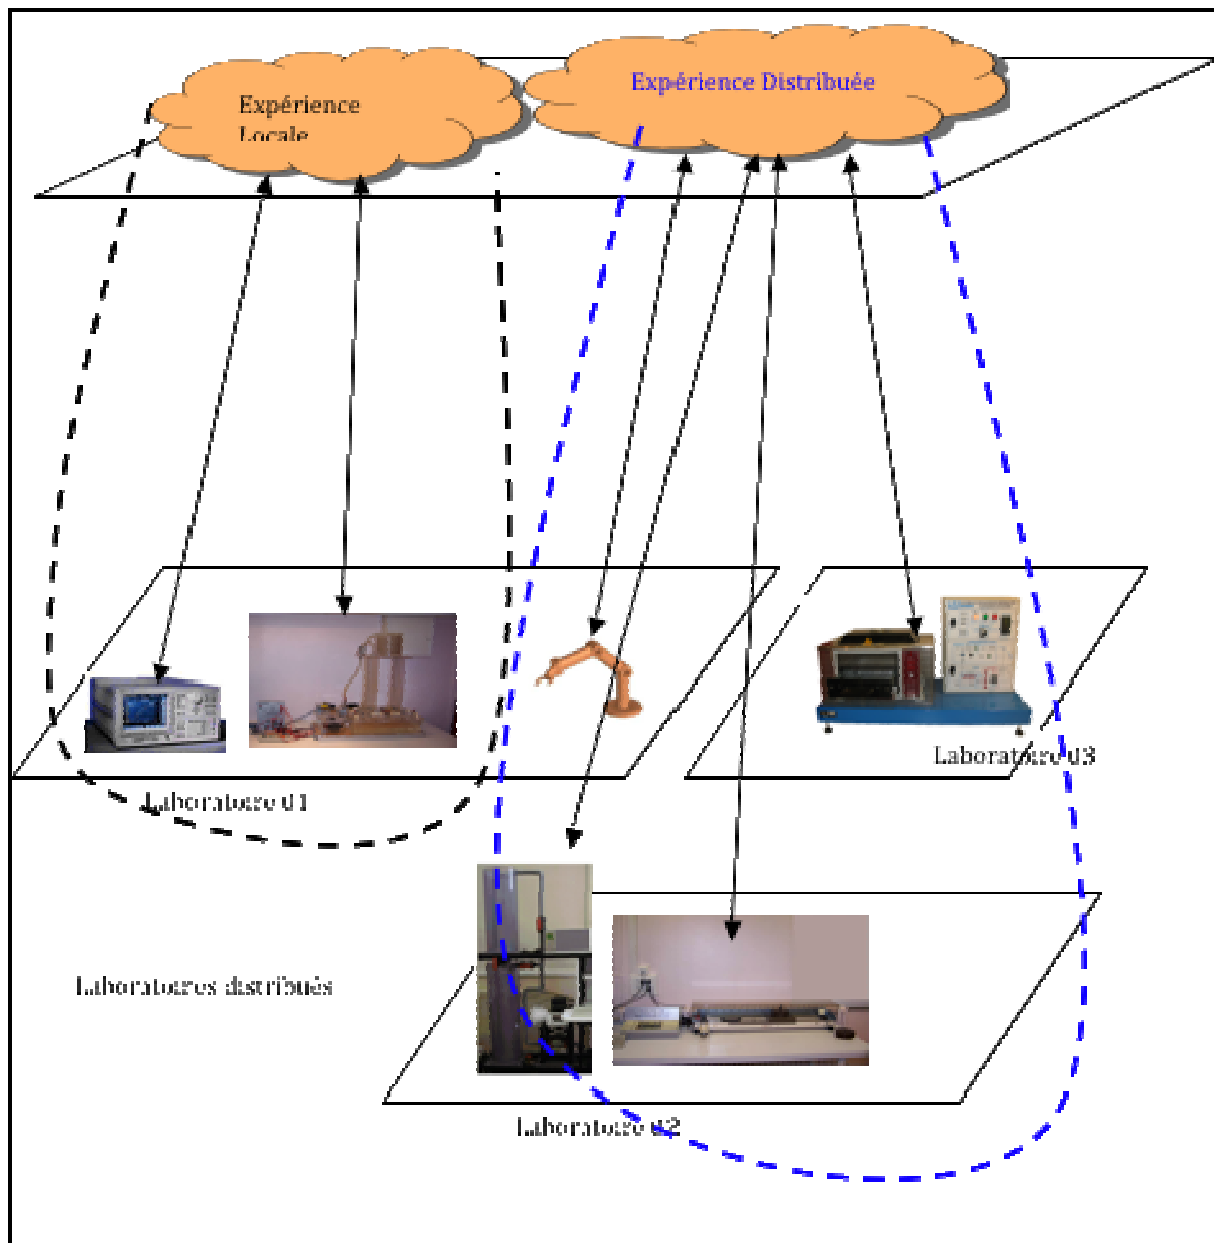 Expérience
Locale
Expérience Distribuée
Laboratoire d3
Laboratoire d1
Laboratoires distribués
Laboratoire d2